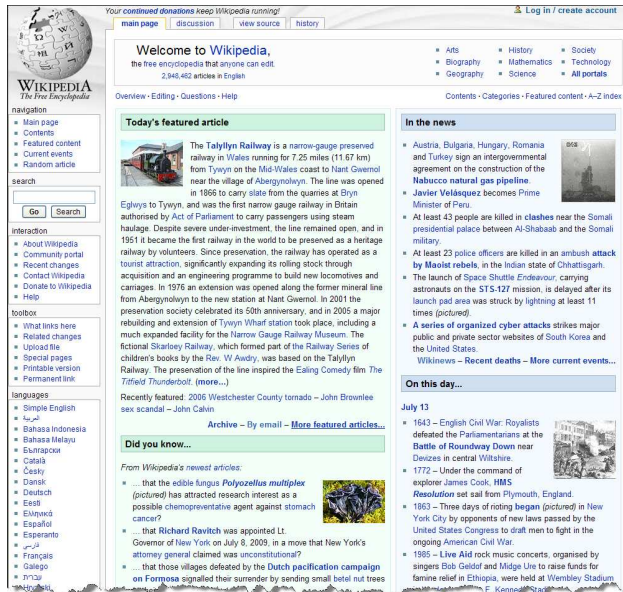 Your continued donations keep Wikipedia running!
Log in / create account
main page
discussion
view source
history
WIKIPEDIA
The Free Encyclopedia
navigation
Main page
Contents
Featured content
Current events
Random article
search
Go
Search
interaction
About Wikipedia
Community portal
Recent changes
Contact Wikipedia
Donate to Wikipedia
Help
toolbox
What links here
Related changes
Upload file
Special pages
Printable version
Permanent link
languages
Simple English
العربية
Bahasa Indonesia
Bahasa Melayu
Български
Català
Česky
Dansk
Deutsch
Eesti
Ελληνικά
Español
Esperanto
فارسی
Français
Galego
עברית
Hrvatski
Welcome to Wikipedia,
the free encyclopedia that anyone can edit.
2,948,462 articles in English
Arts
Biography
Geography
History
Mathematics
Science
Society
Technology
All portals
Overview · Editing · Questions · Help
Contents · Categories · Featured content · A–Z index
Today's featured article
The Talyllyn Railway is a narrow-gauge preserved
railway in Wales running for 7.25 miles (11.67 km)
from Tywyn on the Mid-Wales coast to Nant Gwernol
near the village of Abergynolwyn. The line was opened
in 1866 to carry slate from the quarries at Bryn
Eglwys to Tywyn, and was the first narrow gauge railway in Britain
authorised by Act of Parliament to carry passengers using steam
haulage. Despite severe under-investment, the line remained open, and in
1951 it became the first railway in the world to be preserved as a heritage
railway by volunteers. Since preservation, the railway has operated as a
tourist attraction, significantly expanding its rolling stock through
acquisition and an engineering programme to build new locomotives and
carriages. In 1976 an extension was opened along the former mineral line
from Abergynolwyn to the new station at Nant Gwernol. In 2001 the
preservation society celebrated its 50th anniversary, and in 2005 a major
rebuilding and extension of Tywyn Wharf station took place, including a
much expanded facility for the Narrow Gauge Railway Museum. The
fictional Skarloey Railway, which formed part of the Railway Series of
children's books by the Rev. W Awdry, was based on the Talyllyn
Railway. The preservation of the line inspired the Ealing Comedy film The
Titfield Thunderbolt. (more...)
Recently featured: 2006 Westchester County tornado – John Brownlee
sex scandal – John Calvin
Archive – By email – More featured articles...
Did you know...
From Wikipedia's newest articles:
.... that the edible fungus Polyozellus multiplex
(pictured) has attracted research interest as a
possible chemopreventive agent against stomach
cancer?
.... that Richard Ravitch was appointed Lt.
Governor of New York on July 8, 2009, in a move that New York's
attorney general claimed was unconstitutional?
.... that those villages defeated by the Dutch pacification campaign
on Formosa signalled their surrender by sending small betel nut trees
In the news
Austria, Bulgaria, Hungary, Romania
and Turkey sign an intergovernmental
agreement on the construction of the
Nabucco natural gas pipeline.
Javier Velásquez becomes Prime
Minister of Peru.
At least 43 people are killed in clashes near the Somali
presidential palace between Al-Shabaab and the Somali
military.
At least 23 police officers are killed in an ambush attack
by Maoist rebels, in the Indian state of Chhattisgarh.
The launch of Space Shuttle Endeavour, carrying
astronauts on the STS-127 mission, is delayed after its
launch pad area was struck by lightning at least 11
times (pictured).
A series of organized cyber attacks strikes major
public and private sector websites of South Korea and
the United States.
Wikinews – Recent deaths – More current events...
On this day...
July 13
1643 – English Civil War: Royalists
defeated the Parliamentarians at the
Battle of Roundway Down near
Devizes in central Wiltshire.
1772 – Under the command of
explorer James Cook, HMS
Resolution set sail from Plymouth, England.
1863 – Three days of rioting began (pictured) in New
York City by opponents of new laws passed by the
United States Congress to draft men to fight in the
ongoing American Civil War.
1985 – Live Aid rock music concerts, organised by
singers Bob Geldof and Midge Ure to raise funds for
famine relief in Ethiopia, were held at Wembley Stadium